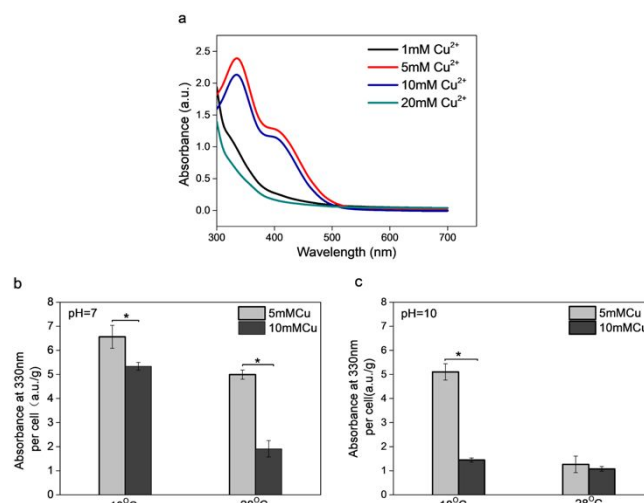 a
2.5
2.0
1.5
1.0
0.5
0.0
Absorbance (a.u.)
1mM Cu²⁺
5mM Cu²⁺
10mM Cu²⁺
20mM Cu²⁺
300 400 500 600 700
Wavelength (nm)
b
pH=7
5mMCu
10mMCu
*
*
8
7
6
5
4
3
2
1
0
Absorbance at 330nm
per cell (a.u./g)
c
pH=10
5mMCu
10mMCu
*
8
7
6
5
4
3
2
1
0
Absorbance at 330nm
per cell(a.u./g)